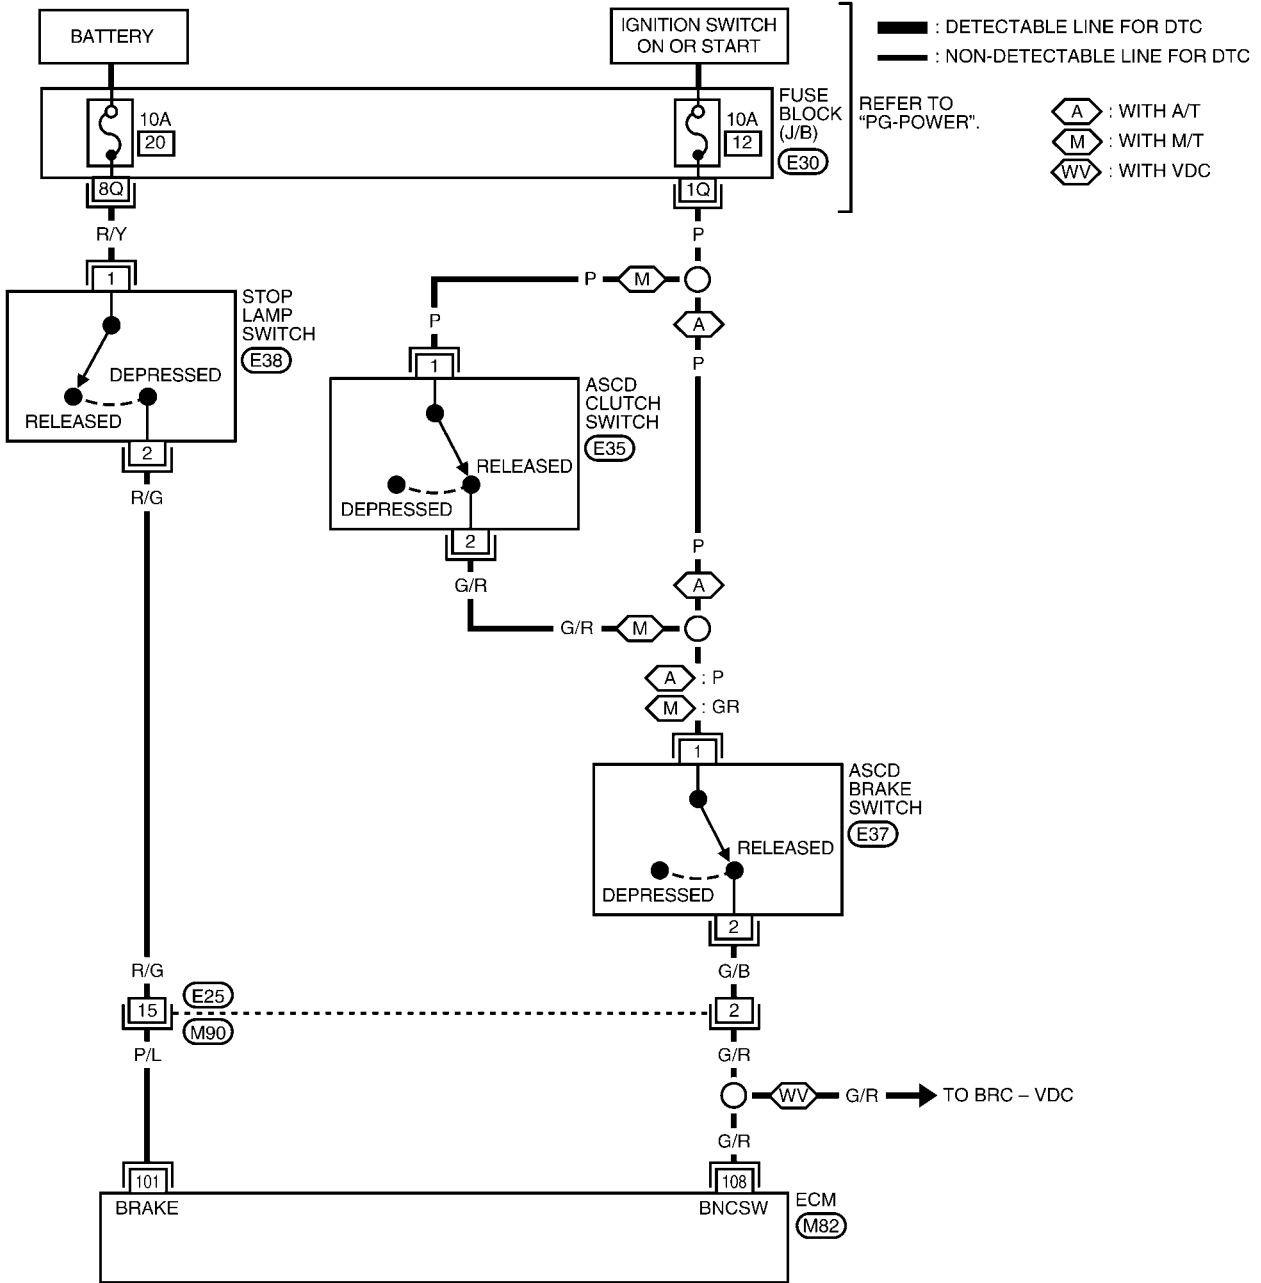 BATTERY
IGNITION SWITCH
ON OR START
: DETECTABLE LINE FOR DTC
: NON-DETECTABLE LINE FOR DTC
A : WITH A/T
M : WITH M/T
WV : WITH VDC
10A
20
10A
12
FUSE
BLOCK
(J/B)
E30
REFER TO
“PG-POWER”.
8Q
1Q
R/Y
P
1
P
M
A
STOP
LAMP
SWITCH
E38
DEPRESSED
RELEASED
2
R/G
P
1
P
ASCD
CLUTCH
SWITCH
E35
RELEASED
DEPRESSED
2
G/R
P
A
G/R
M
A : P
M : GR
1
ASCD
BRAKE
SWITCH
E37
RELEASED
DEPRESSED
2
R/G
G/B
15
E25
M90
2
P/L
G/R
WV
G/R
TO BRC – VDC
G/R
101
108
BRAKE
BNCSW
ECM
M82